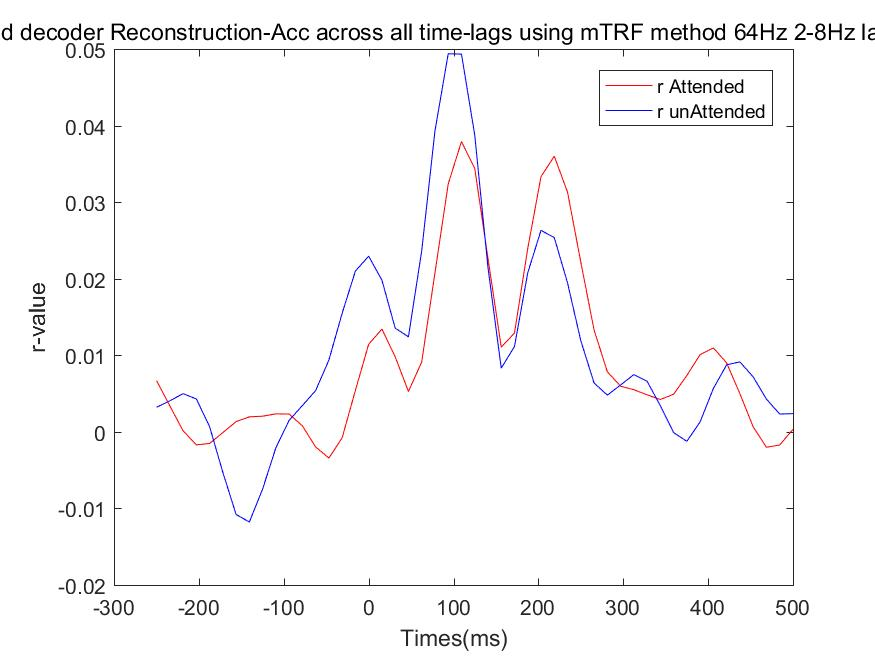 d decoder Reconstruction-Acc across all time-lags using mTRF method 64Hz 2-8Hz la
r Attended
r unAttended
0.05
0.04
0.03
0.02
0.01
0
-0.01
-0.02
r-value
-300 -200 -100 0 100 200 300 400 500
Times(ms)